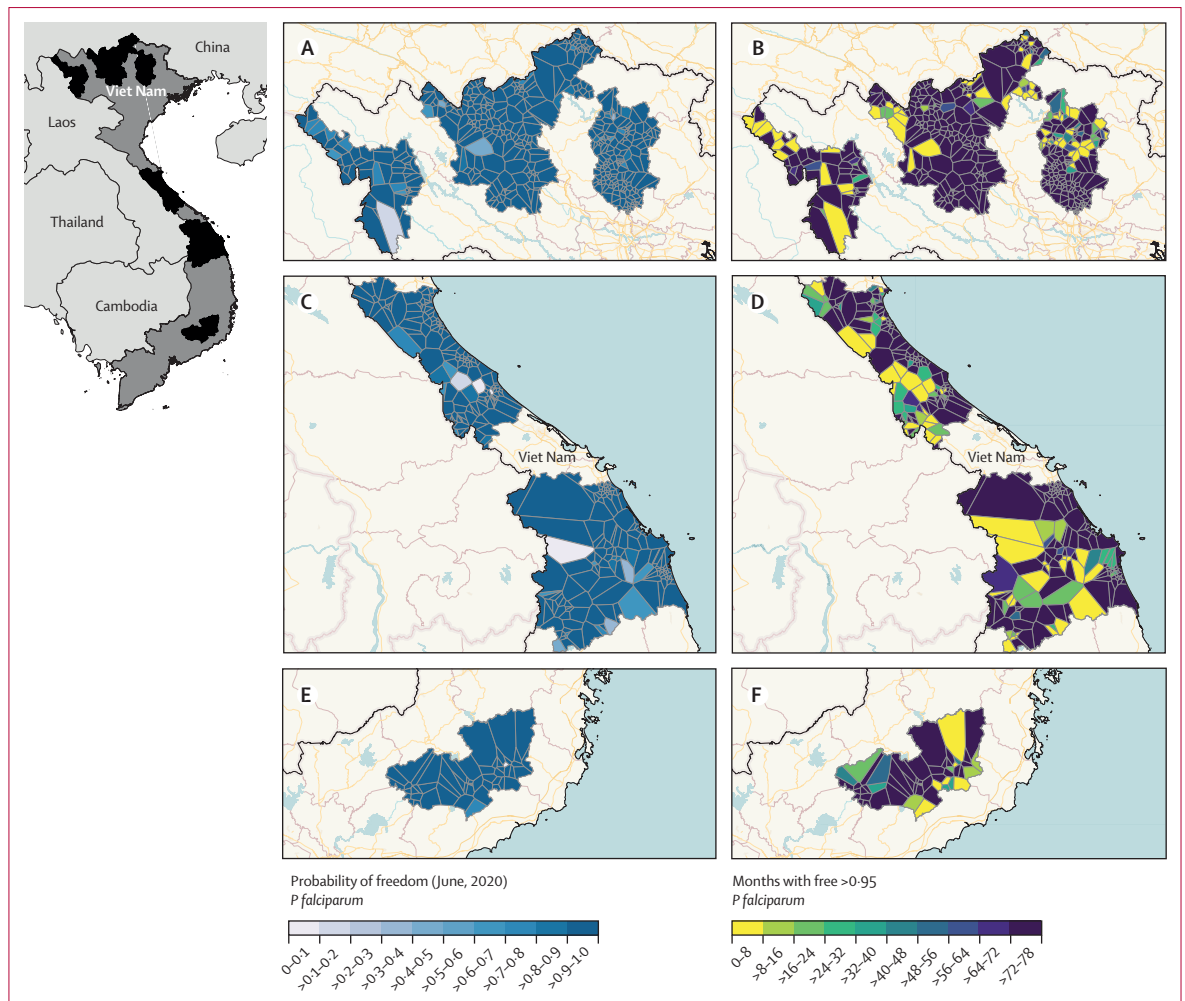 China
Viet Nam
Laos
Thailand
Cambodia
A
B
C
Viet Nam
D
Viet Nam
E
F
Probability of freedom (June, 2020)
P falciparum
0–0·1
>0·1–0·2
>0·2–0·3
>0·3–0·4
>0·4–0·5
>0·5–0·6
>0·6–0·7
>0·7–0·8
>0·8–0·9
>0·9–1·0
Months with free >0·95
P falciparum
0–8
>8–16
>16–24
>24–32
>32–40
>40–48
>48–56
>56–64
>64–72
>72–78